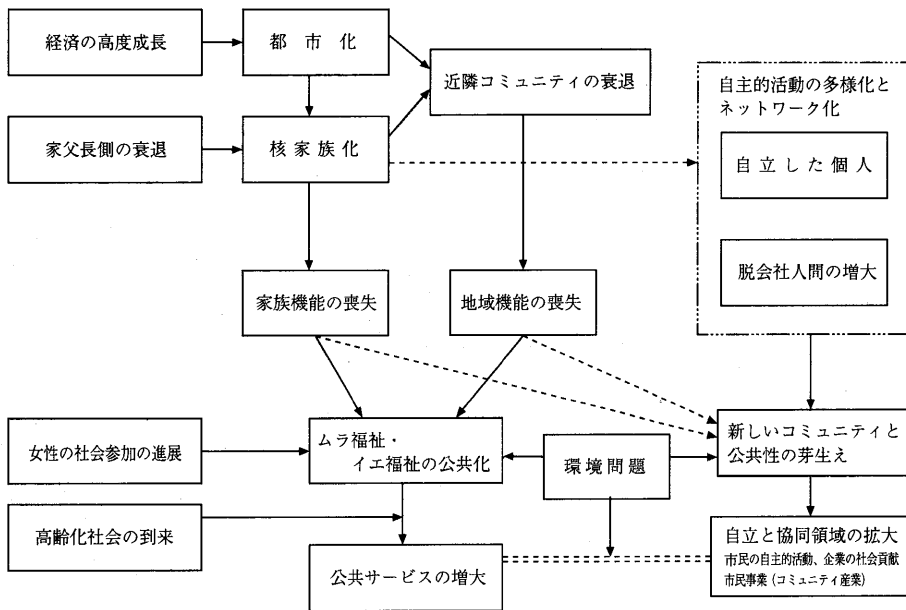 経済の高度成長
都市化
近隣コミュニティの衰退
自主的活動の多様化と
ネットワーク化
家父長側の衰退
核家族化
自立した個人
脱会社人間の増大
家族機能の喪失
地域機能の喪失
女性の社会参加の進展
ムラ福祉・
イエ福祉の公共化
環境問題
新しいコミュニティと
公共性の芽生え
高齢化社会の到来
公共サービスの増大
自立と協同領域の拡大
市民の自主的活動、企業の社会貢献
市民事業(コミュニティ産業)